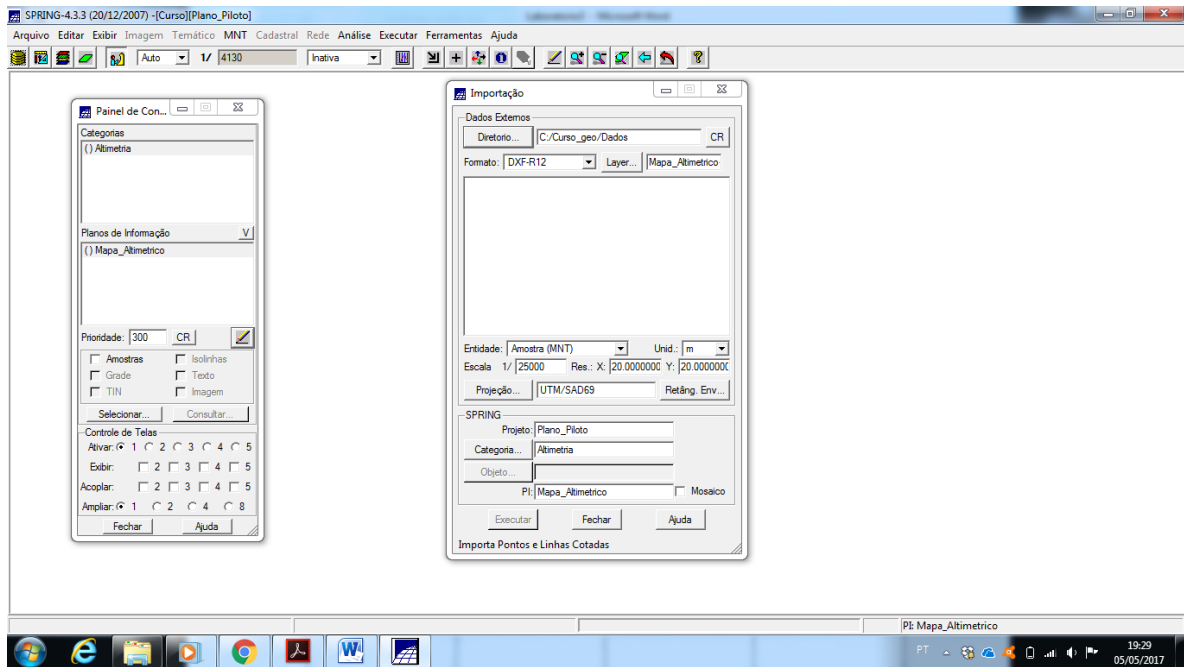 SPRING-4.3.3 (20/12/2007) -[Curso][Plano_Piloto]
Arquivo Editar Exibir Imagem Temático MNT Cadastral Rede Análise Executar Ferramentas Ajuda
Auto 1/ 4130 Inativa
Painel de Con...
Categorias
( ) Altimetria
Planos de Informação V
( ) Mapa_Altimetrico
Prioridade: 300 CR
Amostras Isolinhas
Grade Texto
TIN Imagem
Selecionar... Consultar...
Controle de Telas
Ativar: 1 2 3 4 5
Exibir: 2 3 4 5
Acoplar: 2 3 4 5
Ampliar: 1 2 4 8
Fechar Ajuda
Importação
Dados Externos
Diretorio... C:/Curso_geo/Dados CR
Formato: DXF-R12 Layer... Mapa_Altimetrico
Entidade: Amostra (MNT) Unid.: m
Escala 1/ 25000 Res.: X: 20.0000000 Y: 20.0000000
Projeção... UTM/SAD69 Retâng. Env...
SPRING
Projeto: Plano_Piloto
Categoria... Altimetria
Objeto...
PI: Mapa_Altimetrico Mosaico
Executar Fechar Ajuda
Importa Pontos e Linhas Cotadas
PI: Mapa_Altimetrico
PT 19:29
05/05/2017